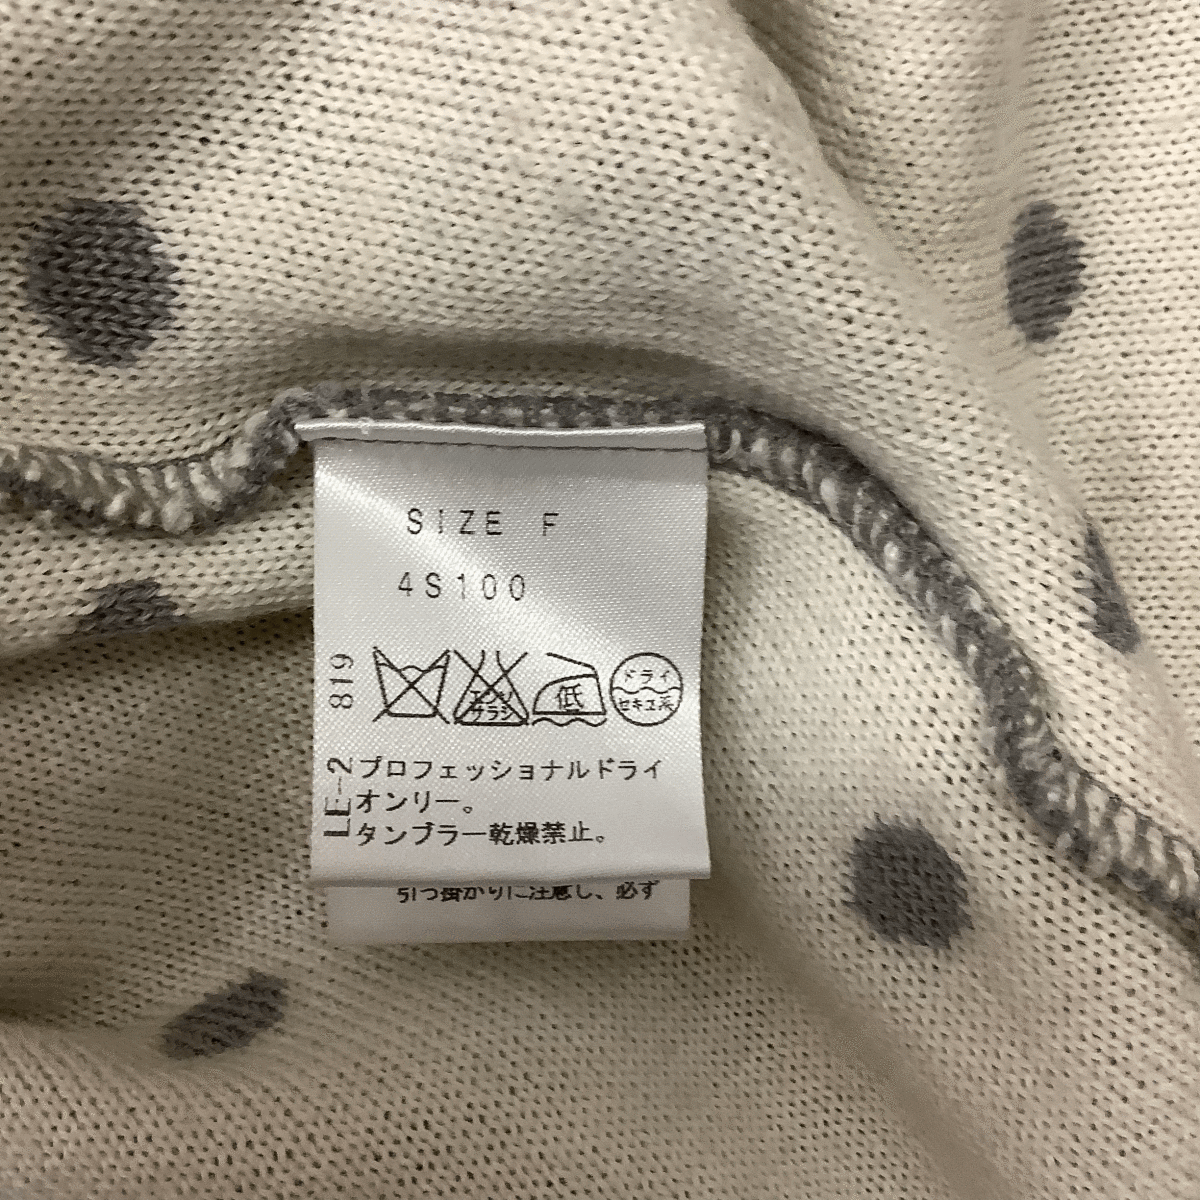 SIZE F
4S100
819
エンソ
サラシ
低
ドライ
セキユ系
LE-2
プロフェッショナルドライ
オンリー。
タンブラー乾燥禁止。
引っ掛かりに注意し、必ず